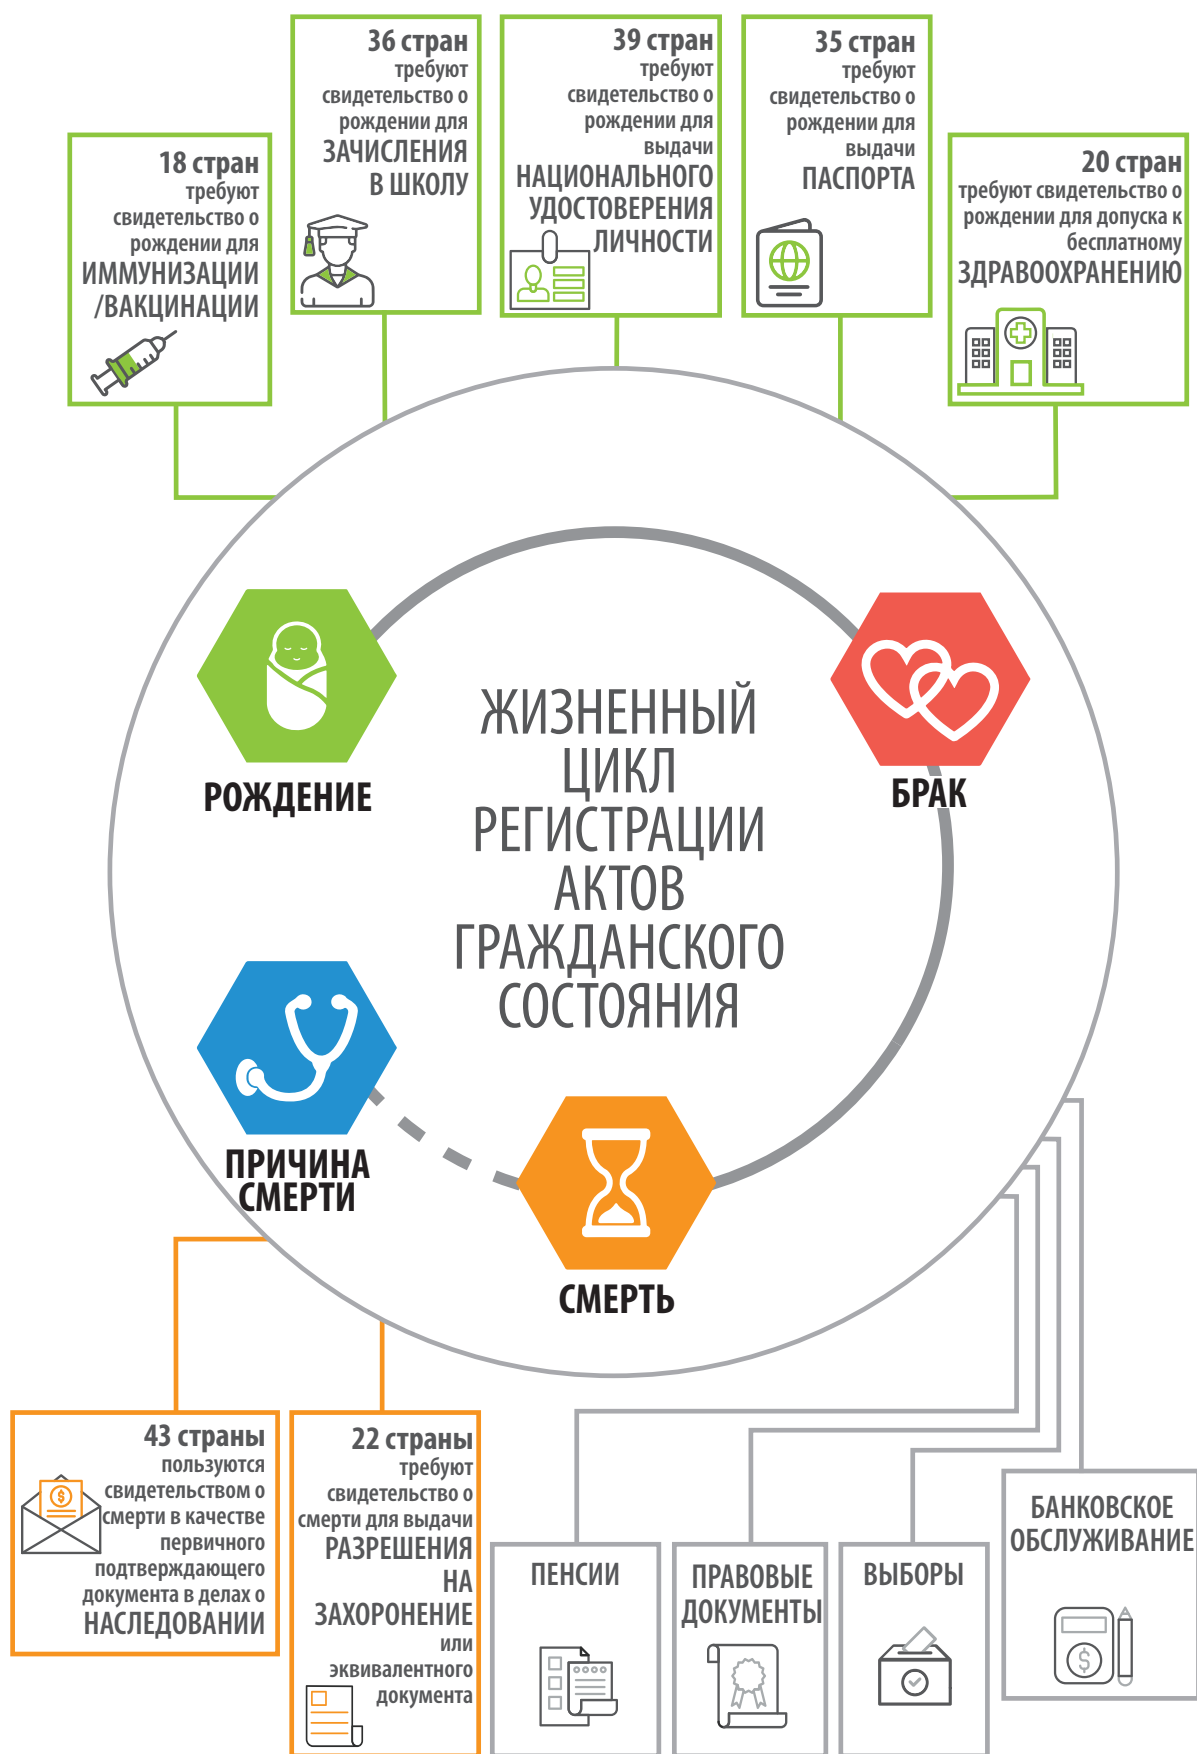 36 стран
требуют
свидетельство о
рождении для
ЗАЧИСЛЕНИЯ
В ШКОЛУ
39 стран
требуют
свидетельство о
рождении для
выдачи
НАЦИОНАЛЬНОГО
УДОСТОВЕРЕНИЯ
ЛИЧНОСТИ
35 стран
требуют
свидетельство о
рождении для
выдачи
ПАСПОРТА
18 стран
требуют
свидетельство о
рождении для
ИММУНИЗАЦИИ
/ВАКЦИНАЦИИ
20 стран
требуют свидетельство о
рождении для допуска к
бесплатному
ЗДРАВООХРАНЕНИЮ
РОЖДЕНИЕ
БРАК
ЖИЗНЕННЫЙ
ЦИКЛ
РЕГИСТРАЦИИ
АКТОВ
ГРАЖДАНСКОГО
СОСТОЯНИЯ
ПРИЧИНА
СМЕРТИ
СМЕРТЬ
43 страны
пользуются
свидетельством о
смерти в качестве
первичного
подтверждающего
документа в делах о
НАСЛЕДОВАНИИ
$
22 страны
требуют
свидетельство о
смерти для выдачи
РАЗРЕШЕНИЯ
НА
ЗАХОРОНЕНИЕ
или
эквивалентного
документа
ПЕНСИИ
ПРАВОВЫЕ
ДОКУМЕНТЫ
ВЫБОРЫ
БАНКОВСКОЕ
ОБСЛУЖИВАНИЕ
$